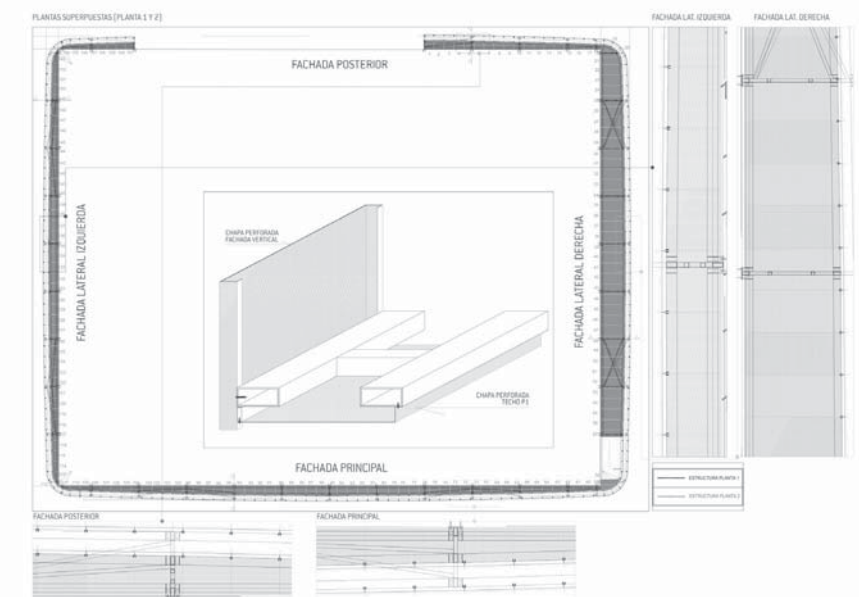 PLANTAS SUPERPUESTAS [PLANTA 1 Y 2]
FACHADA LAT. IZQUIERDA
FACHADA LAT. DERECHA
FACHADA POSTERIOR
FACHADA LATERAL IZQUIERDA
CHAPA PERFORADA
FACHADA VERTICAL
FACHADA LATERAL DERECHA
CHAPA PERFORADA
TECHO P1
FACHADA PRINCIPAL
ESTRUCTURA PLANTA 1
ESTRUCTURA PLANTA 2
FACHADA POSTERIOR
FACHADA PRINCIPAL